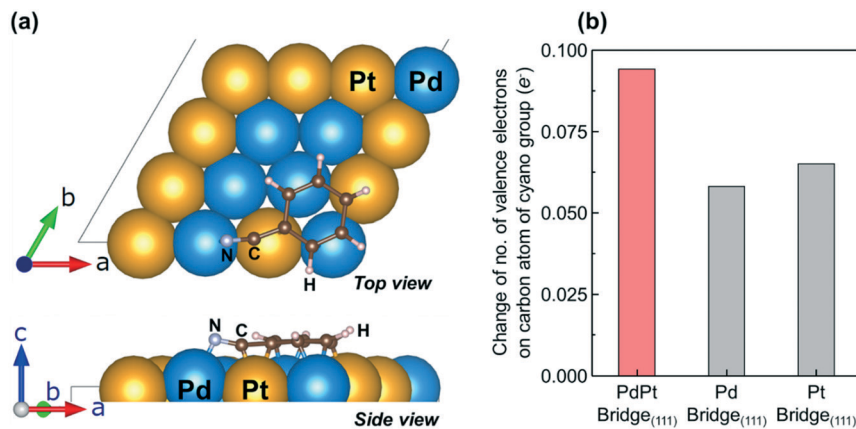 (a)
Pt Pd
b
a
N C
H
Top view
c
b
a
N C H
Pd Pt
Side view
(b)
Change of no. of valence electrons
on carbon atom of cyano group (e⁻)
0.100
0.075
0.050
0.025
0.000
PdPt
Bridge(111)
Pd
Bridge(111)
Pt
Bridge(111)